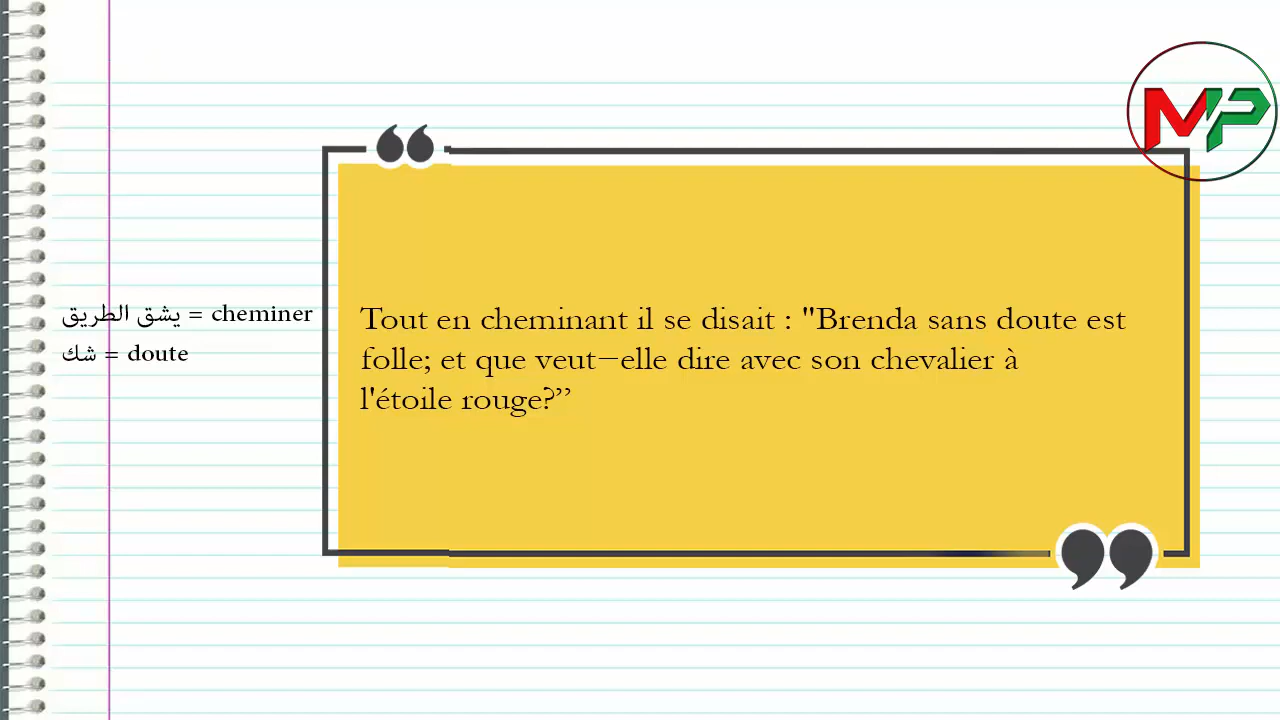 MP
يشق الطريق = cheminer
شك = doute
Tout en cheminant il se disait : "Brenda sans doute est
folle; et que veut−elle dire avec son chevalier à
l'étoile rouge?”